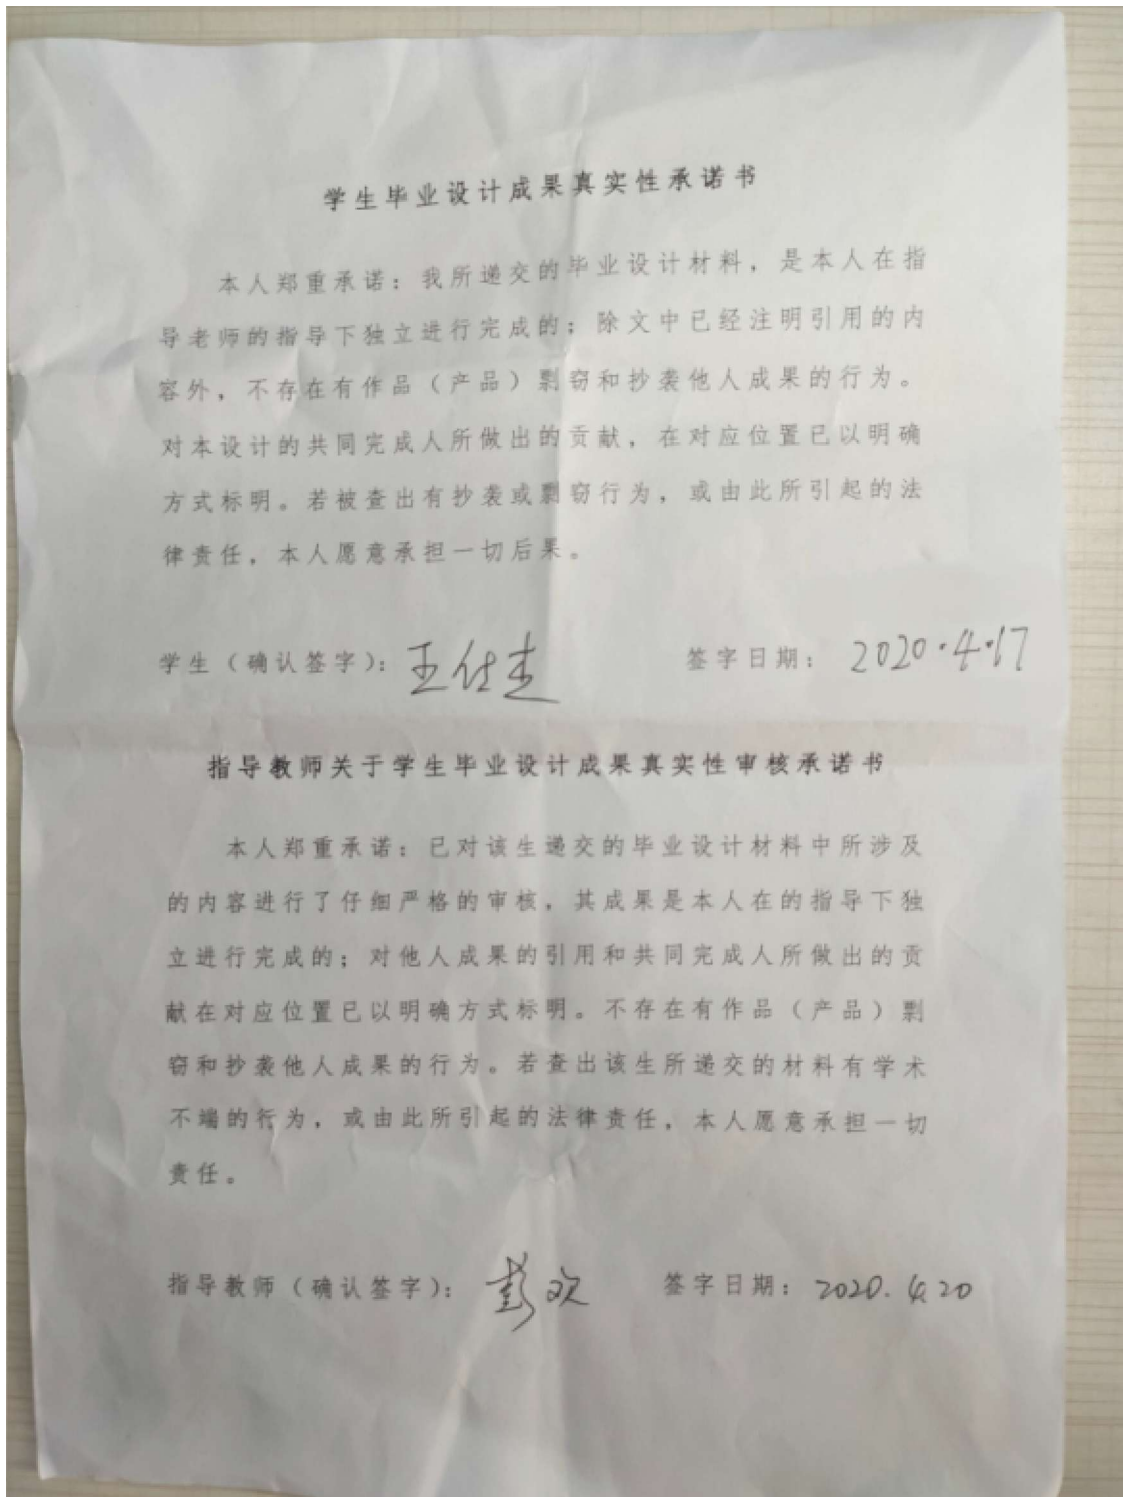 学生毕业设计成果真实性承诺书
本人郑重承诺：我所递交的毕业设计材料，是本人在指
导老师的指导下独立进行完成的；除文中已经注明引用的内
容外，不存在有作品（产品）剽窃和抄袭他人成果的行为。
对本设计的共同完成人所做出的贡献，在对应位置已以明确
方式标明。若被查出有抄袭或剽窃行为，或由此所引起的法
律责任，本人愿意承担一切后果。
学生（确认签字）：王仕杰 签字日期：2020.4.17
指导教师关于学生毕业设计成果真实性审核承诺书
本人郑重承诺：已对该生递交的毕业设计材料中所涉及
的内容进行了仔细严格的审核，其成果是本人在的指导下独
立进行完成的；对他人成果的引用和共同完成人所做出的贡
献在对应位置已以明确方式标明。不存在有作品（产品）剽
窃和抄袭他人成果的行为。若查出该生所递交的材料有学术
不端的行为，或由此所引起的法律责任，本人愿意承担一切
责任。
指导教师（确认签字）：彭欢 签字日期：2020.4.20